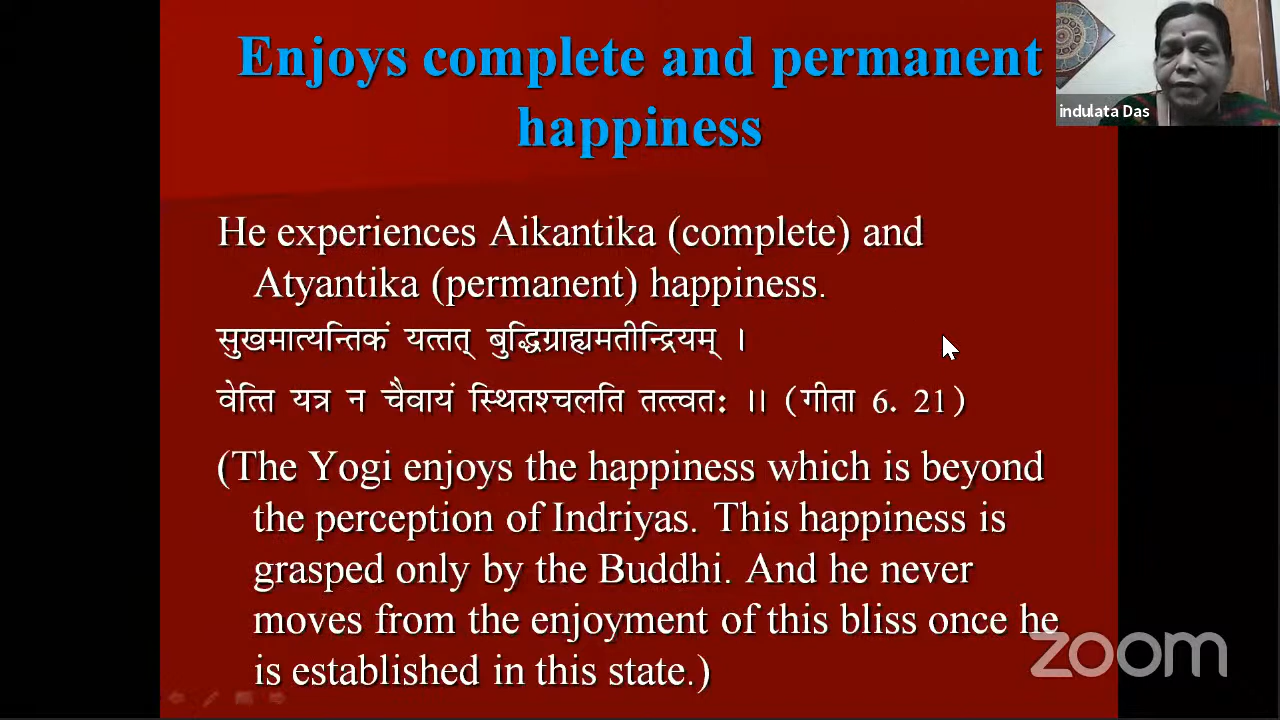 Enjoys complete and permanent
happiness
indulata Das
He experiences Aikantika (complete) and
Atyantika (permanent) happiness.
सुखमात्यन्तिकं यत्तत् बुद्धिग्राह्यमतीन्द्रियम् ।
वेत्ति यत्र न चैवायं स्थितश्चलति तत्त्वत: ।। (गीता 6. 21)
(The Yogi enjoys the happiness which is beyond
the perception of Indriyas. This happiness is
grasped only by the Buddhi. And he never
moves from the enjoyment of this bliss once he
is established in this state.)
zoom